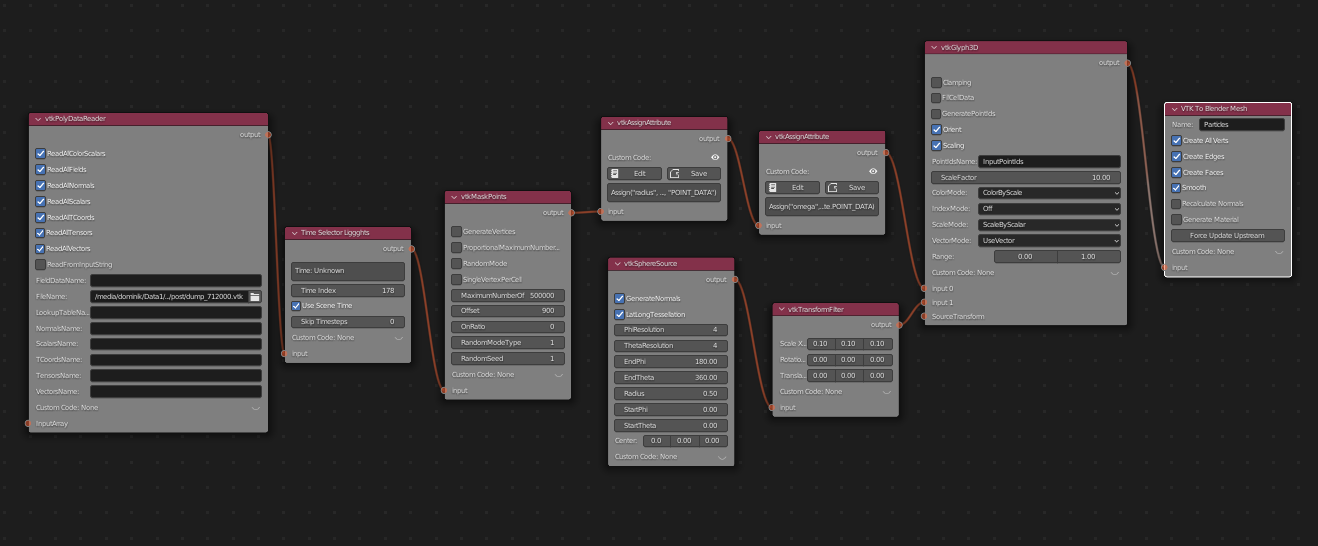 vtkPolyDataReader
output
ReadAllColorScalars
ReadAllFields
ReadAllNormals
ReadAllScalars
ReadAllTCoords
ReadAllTensors
ReadAllVectors
ReadFromInputString
FieldDataName:
FileName: /media/dominik/Data1/../post/dump_712000.vtk
LookupTableNa..
NormalsName:
ScalarsName:
TCoordsName:
TensorsName:
VectorsName:
Custom Code: None
InputArray
Time Selector Liggghts
output
Time: Unknown
Time Index 178
Use Scene Time
Skip Timesteps 0
Custom Code: None
input
vtkMaskPoints
output
GenerateVertices
ProportionalMaximumNumber...
RandomMode
SingleVertexPerCell
MaximumNumberOf 500000
Offset 900
OnRatio 0
RandomModeType 1
RandomSeed 1
Custom Code: None
input
vtkAssignAttribute
output
Custom Code:
Edit Save
Assign("radius", ..., "POINT_DATA")
input
vtkSphereSource
output
GenerateNormals
LatLongTessellation
PhiResolution 4
ThetaResolution 4
EndPhi 180.00
EndTheta 360.00
Radius 0.50
StartPhi 0.00
StartTheta 0.00
Center: 0.0 0.00 0.00
Custom Code: None
vtkAssignAttribute
output
Custom Code:
Edit Save
Assign("omega",..te.POINT_DATA)
input
vtkTransformFilter
output
Scale X.. 0.10 0.10 0.10
Rotatio.. 0.00 0.00 0.00
Transla.. 0.00 0.00 0.00
Custom Code: None
input
vtkGlyph3D
output
Clamping
FillCellData
GeneratePointIds
Orient
Scaling
PointIdsName: InputPointIds
ScaleFactor 10.00
ColorMode: ColorByScale
IndexMode: Off
ScaleMode: ScaleByScalar
VectorMode: UseVector
Range: 0.00 1.00
Custom Code: None
input 0
input 1
SourceTransform
VTK To Blender Mesh
Name: Particles
Create All Verts
Create Edges
Create Faces
Smooth
Recalculate Normals
Generate Material
Force Update Upstream
Custom Code: None
input